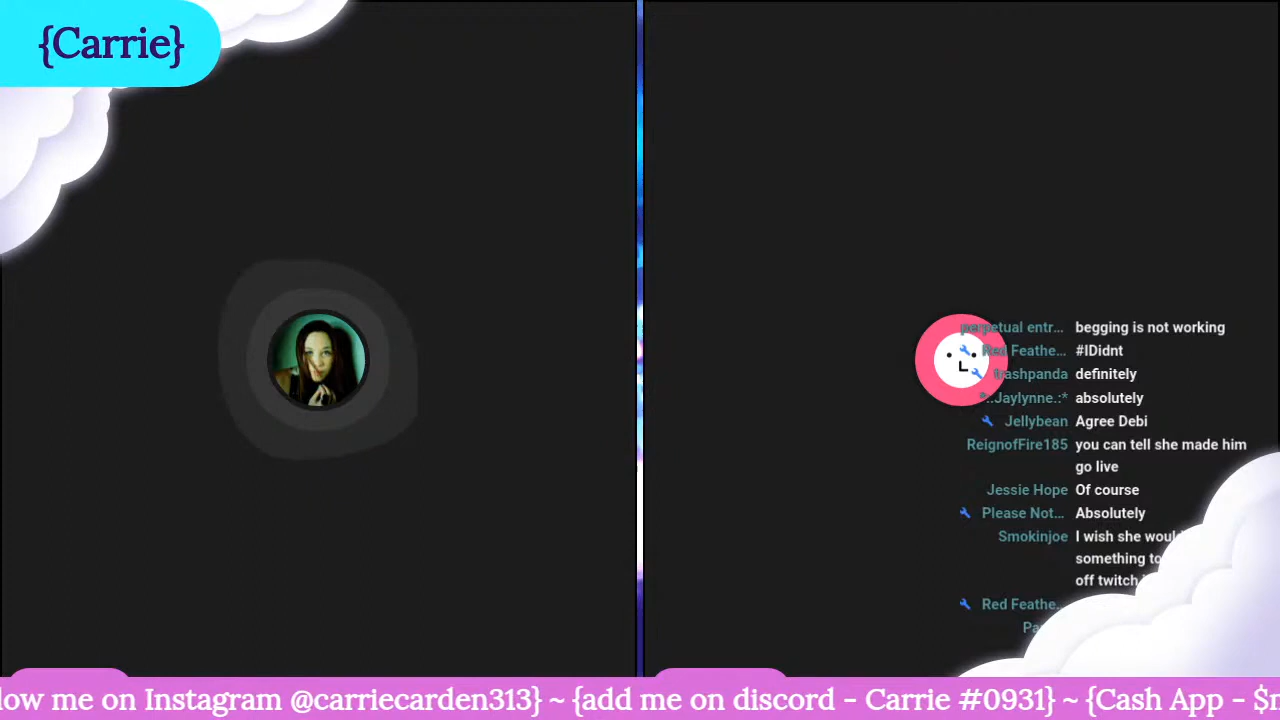 {Carrie}
perpetual entr... begging is not working
Red Feathe... #IDidnt
trashpanda definitely
*.:Jaylynne.:* absolutely
Jellybean Agree Debi
ReignofFire185 you can tell she made him
go live
Jessie Hope Of course
Please Not... Absolutely
Smokinjoe I wish she
something
off twitch
Red Feathe...
low me on Instagram @carriecarden313} ~ {add me on discord - Carrie #0931} ~ {Cash App -